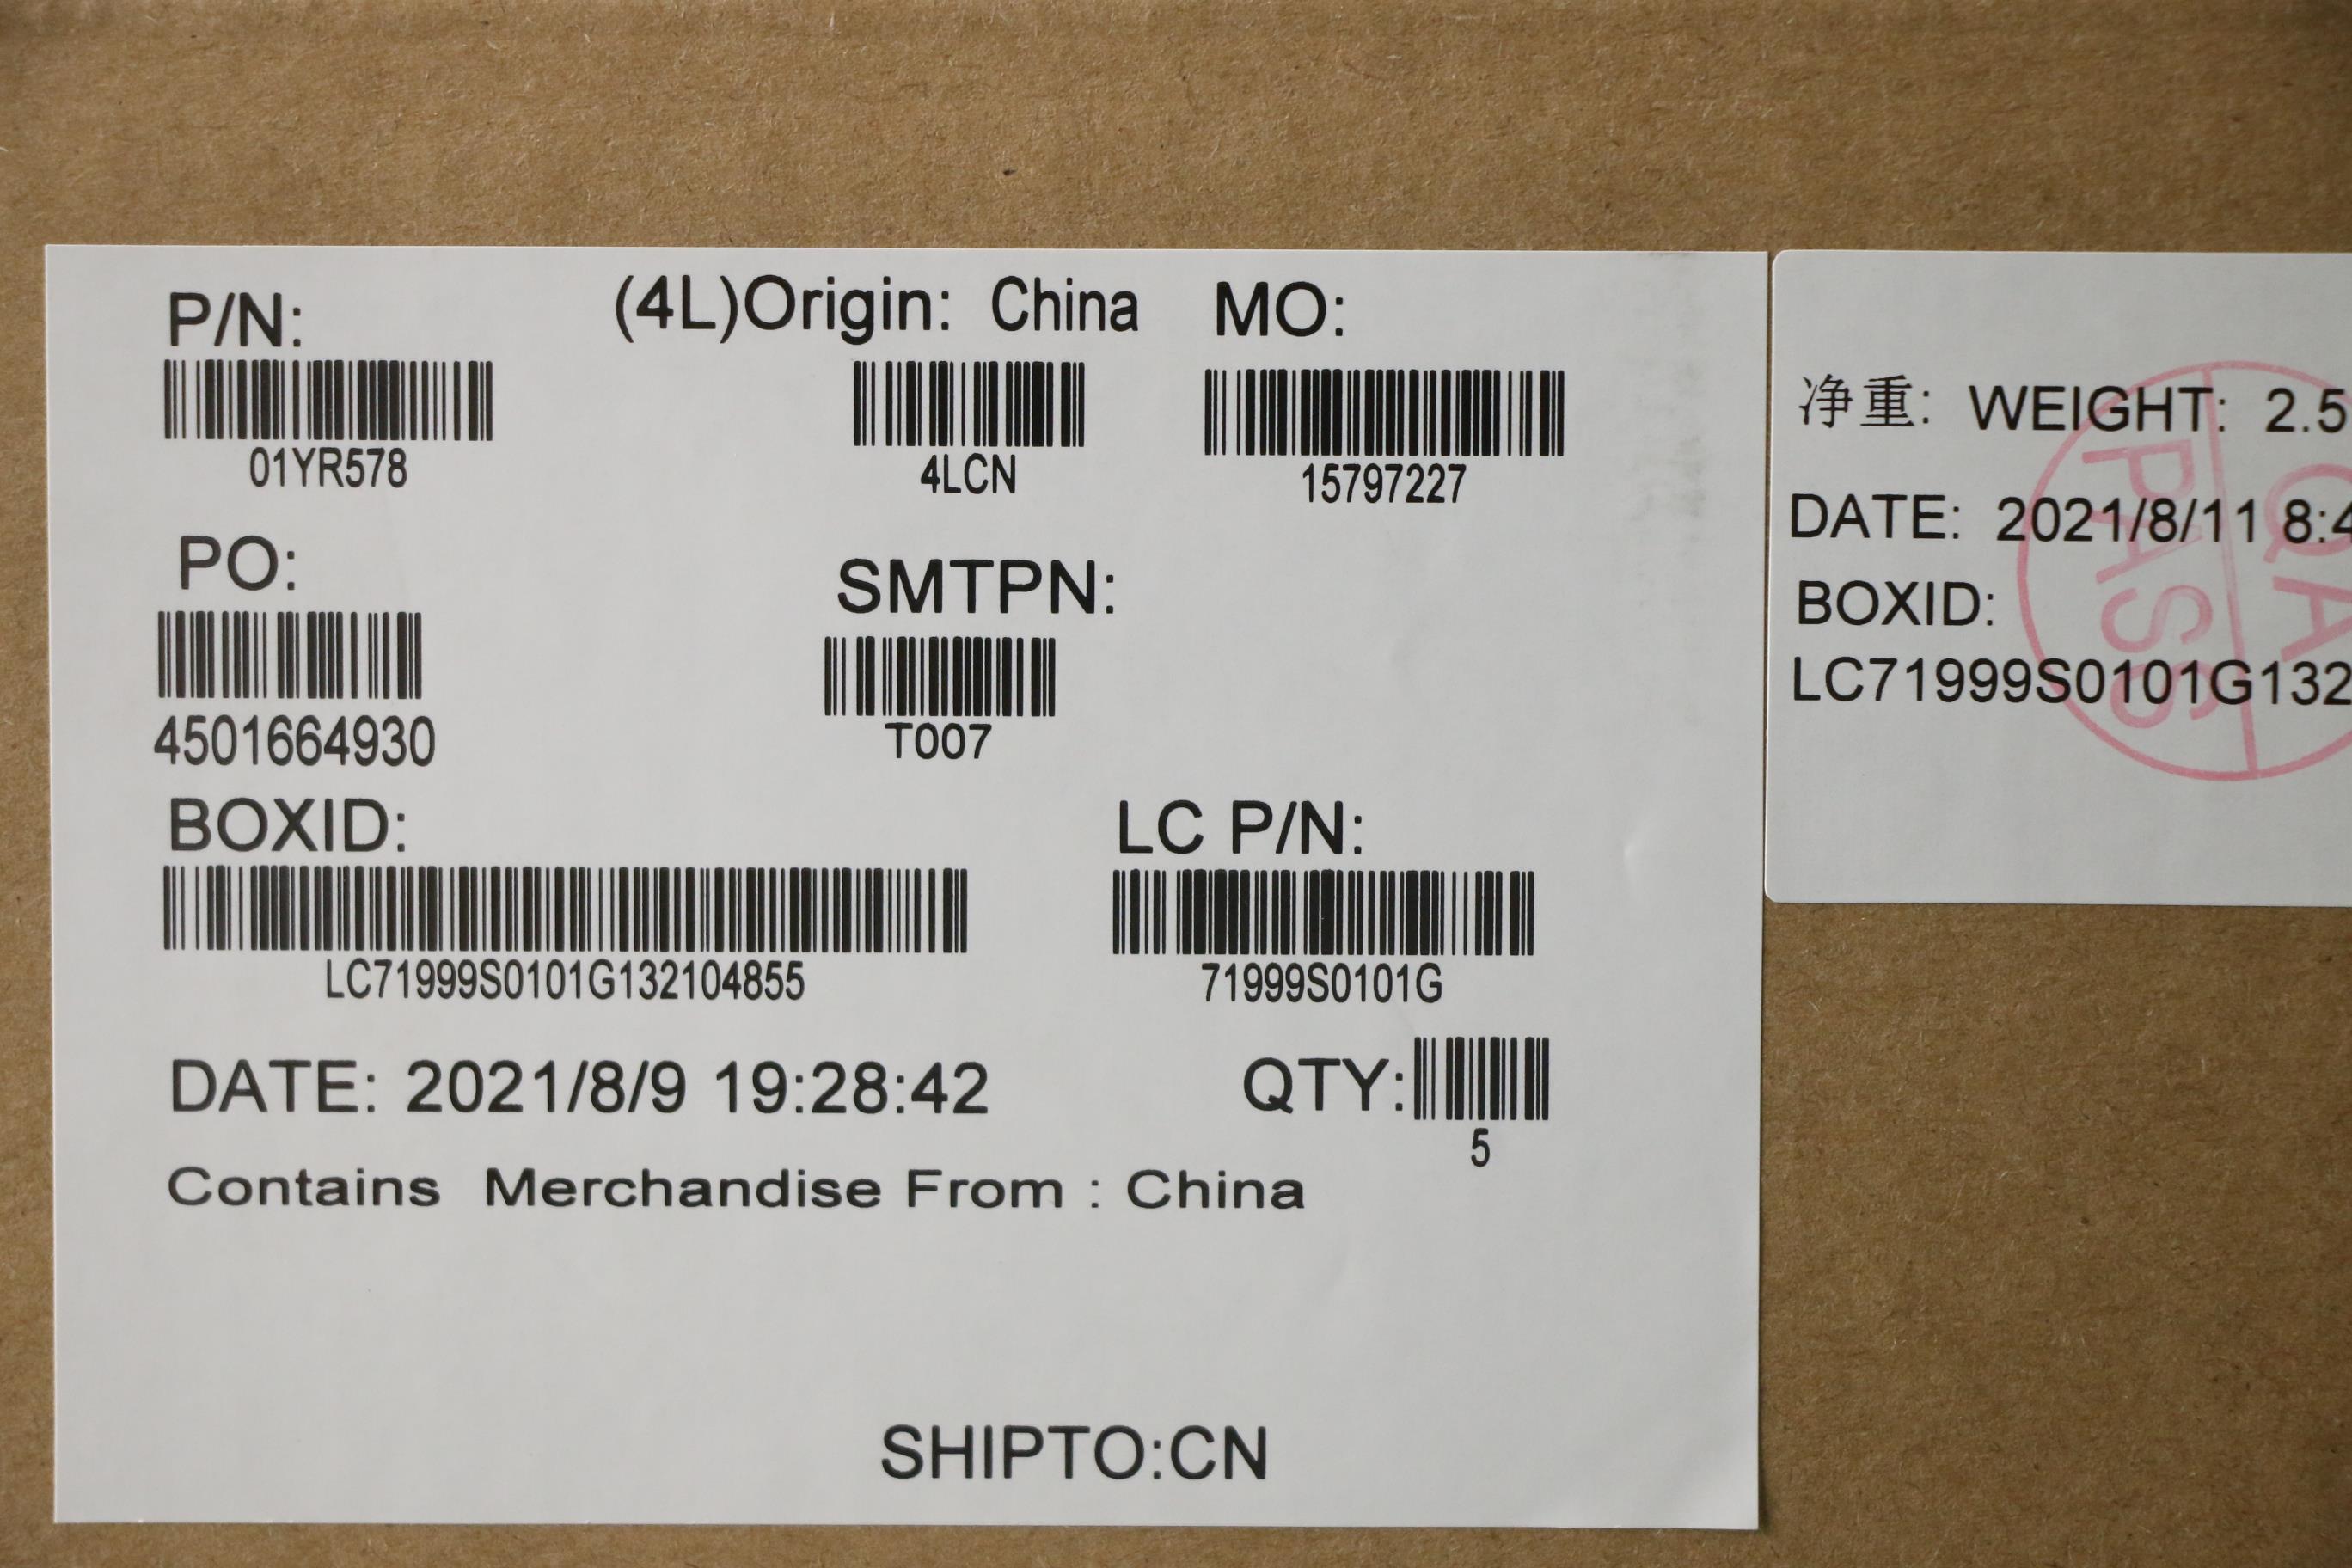 P/N: (4L)Origin: China MO:
01YR578 4LCN 15797227
PO: SMTPN:
4501664930 T007
BOXID: LC P/N:
LC71999S0101G132104855 71999S0101G
DATE: 2021/8/9 19:28:42 QTY:
5
Contains Merchandise From : China
SHIPTO:CN
净重: WEIGHT: 2.5
DATE: 2021/8/11 8:4
BOXID:
LC71999S0101G132
QA
PASS